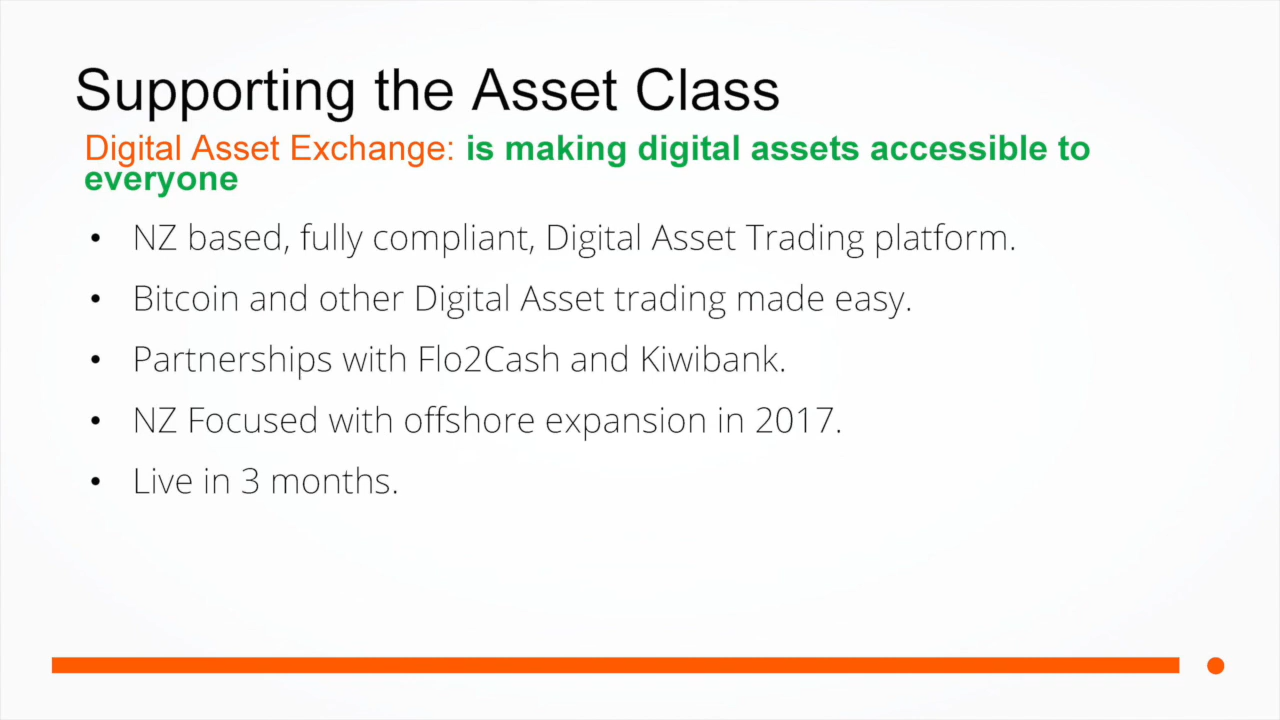 Supporting the Asset Class
Digital Asset Exchange: is making digital assets accessible to
everyone
• NZ based, fully compliant, Digital Asset Trading platform.
• Bitcoin and other Digital Asset trading made easy.
• Partnerships with Flo2Cash and Kiwibank.
• NZ Focused with offshore expansion in 2017.
• Live in 3 months.